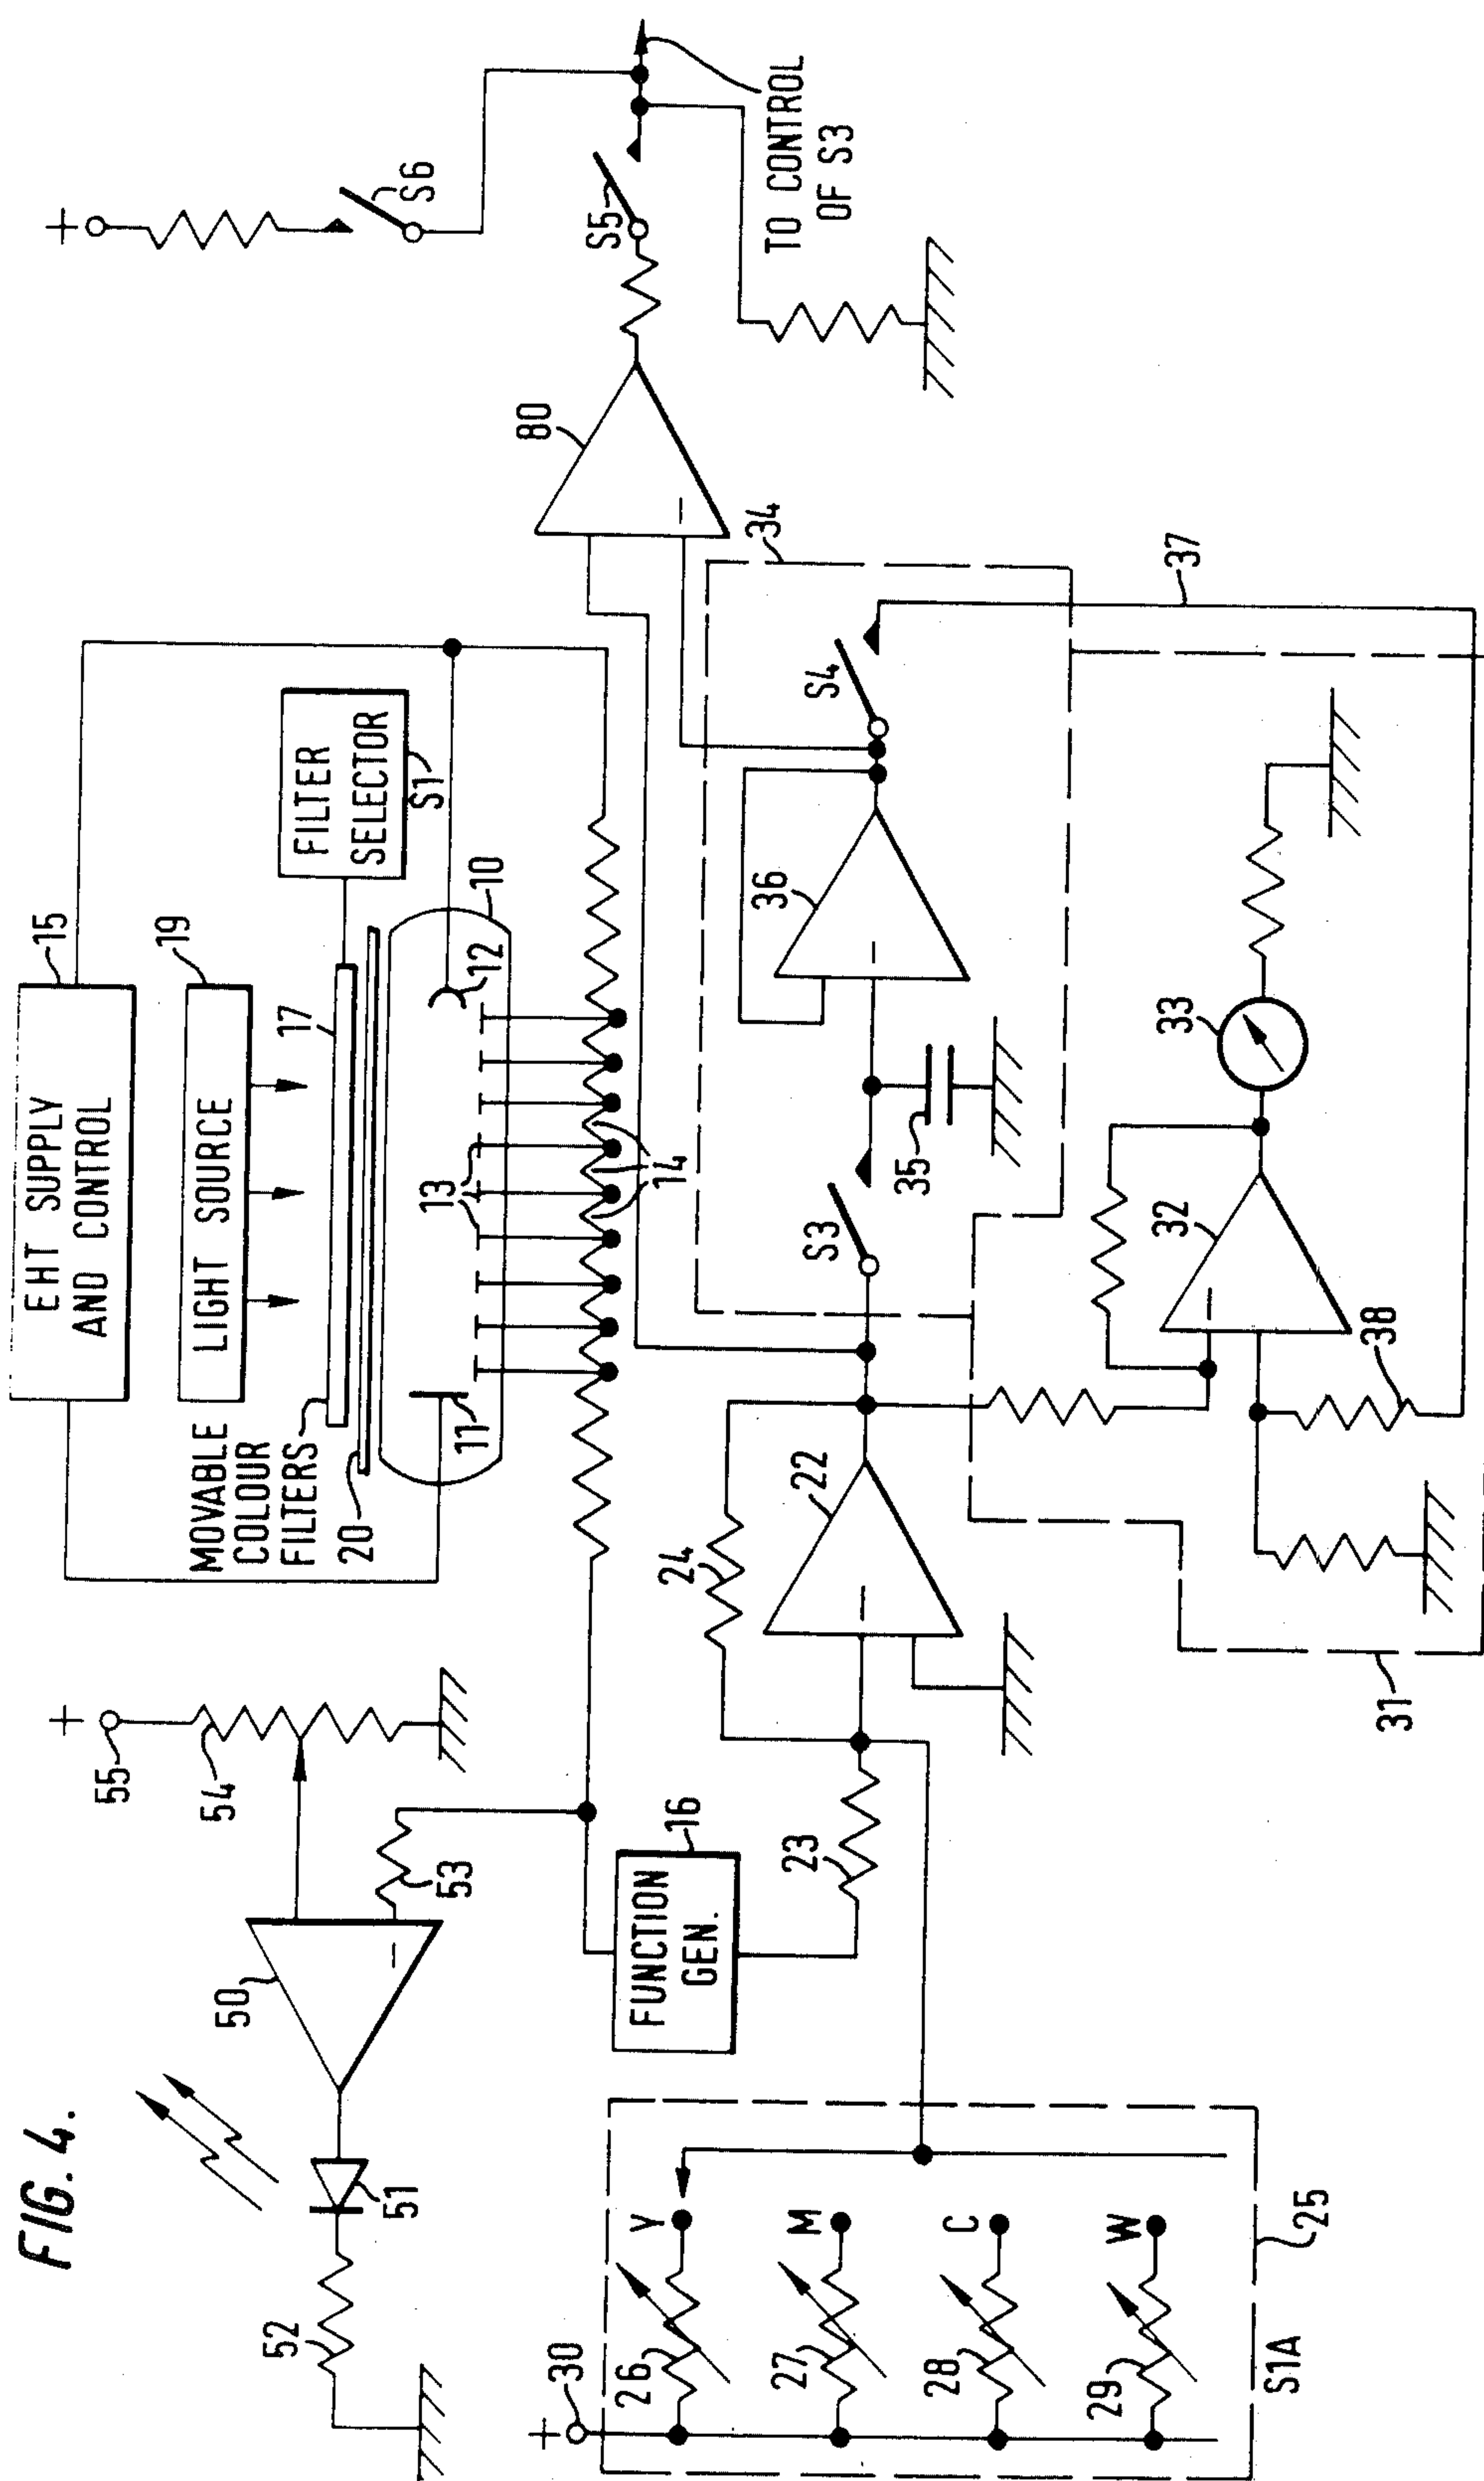 FIG. 4.
EHT SUPPLY
AND CONTROL
15
LIGHT SOURCE
19
MOVABLE
COLOUR
FILTERS
17
20
FILTER
SELECTOR
S1
10
11
12
13
14
+
55
54
50
51
52
53
FUNCTION
GEN.
16
23
24
22
+
30
26
27
28
29
Y
M
C
W
25
S1A
S3
35
36
S4
34
37
31
32
33
38
80
S5
+
S6
TO CONTROL
OF S3